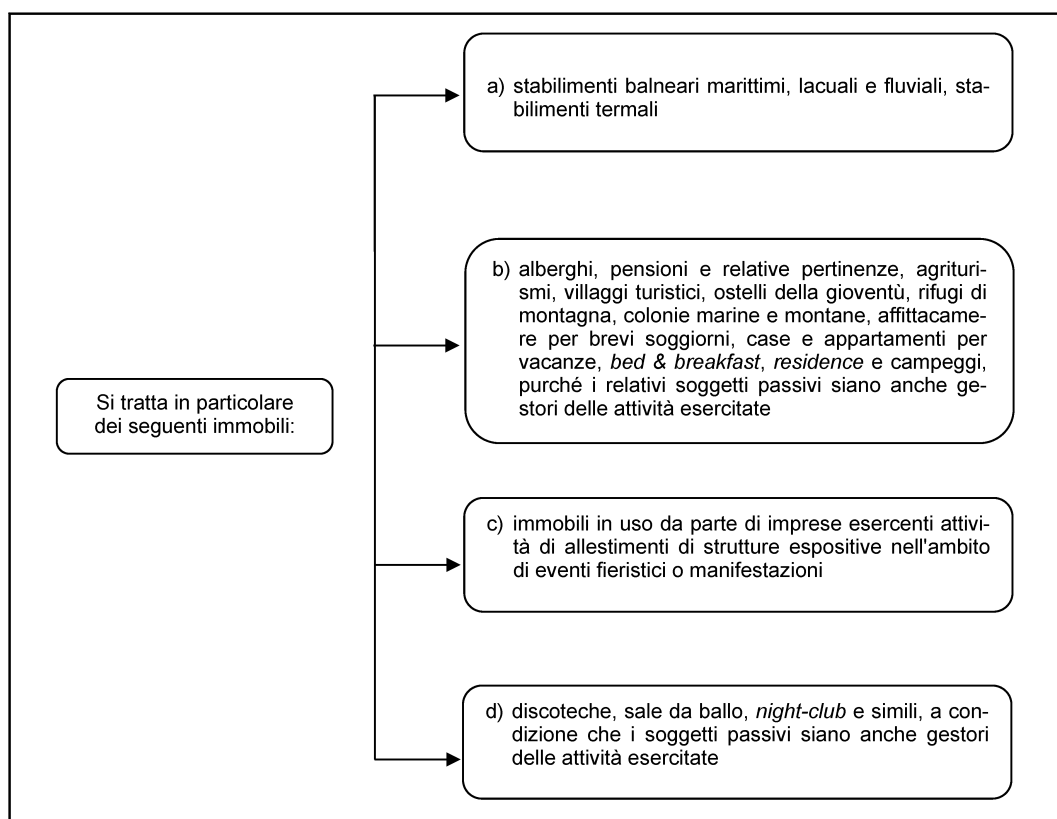 a) stabilimenti balneari marittimi, lacuali e fluviali, sta-
bilimenti termali
b) alberghi, pensioni e relative pertinenze, agrituri-
smi, villaggi turistici, ostelli della gioventù, rifugi di
montagna, colonie marine e montane, affittacame-
re per brevi soggiorni, case e appartamenti per
vacanze, bed & breakfast, residence e campeggi,
purché i relativi soggetti passivi siano anche ge-
stori delle attività esercitate
Si tratta in particolare
dei seguenti immobili:
c) immobili in uso da parte di imprese esercenti attivi-
tà di allestimenti di strutture espositive nell'ambito
di eventi fieristici o manifestazioni
d) discoteche, sale da ballo, night-club e simili, a con-
dizione che i soggetti passivi siano anche gestori
delle attività esercitate